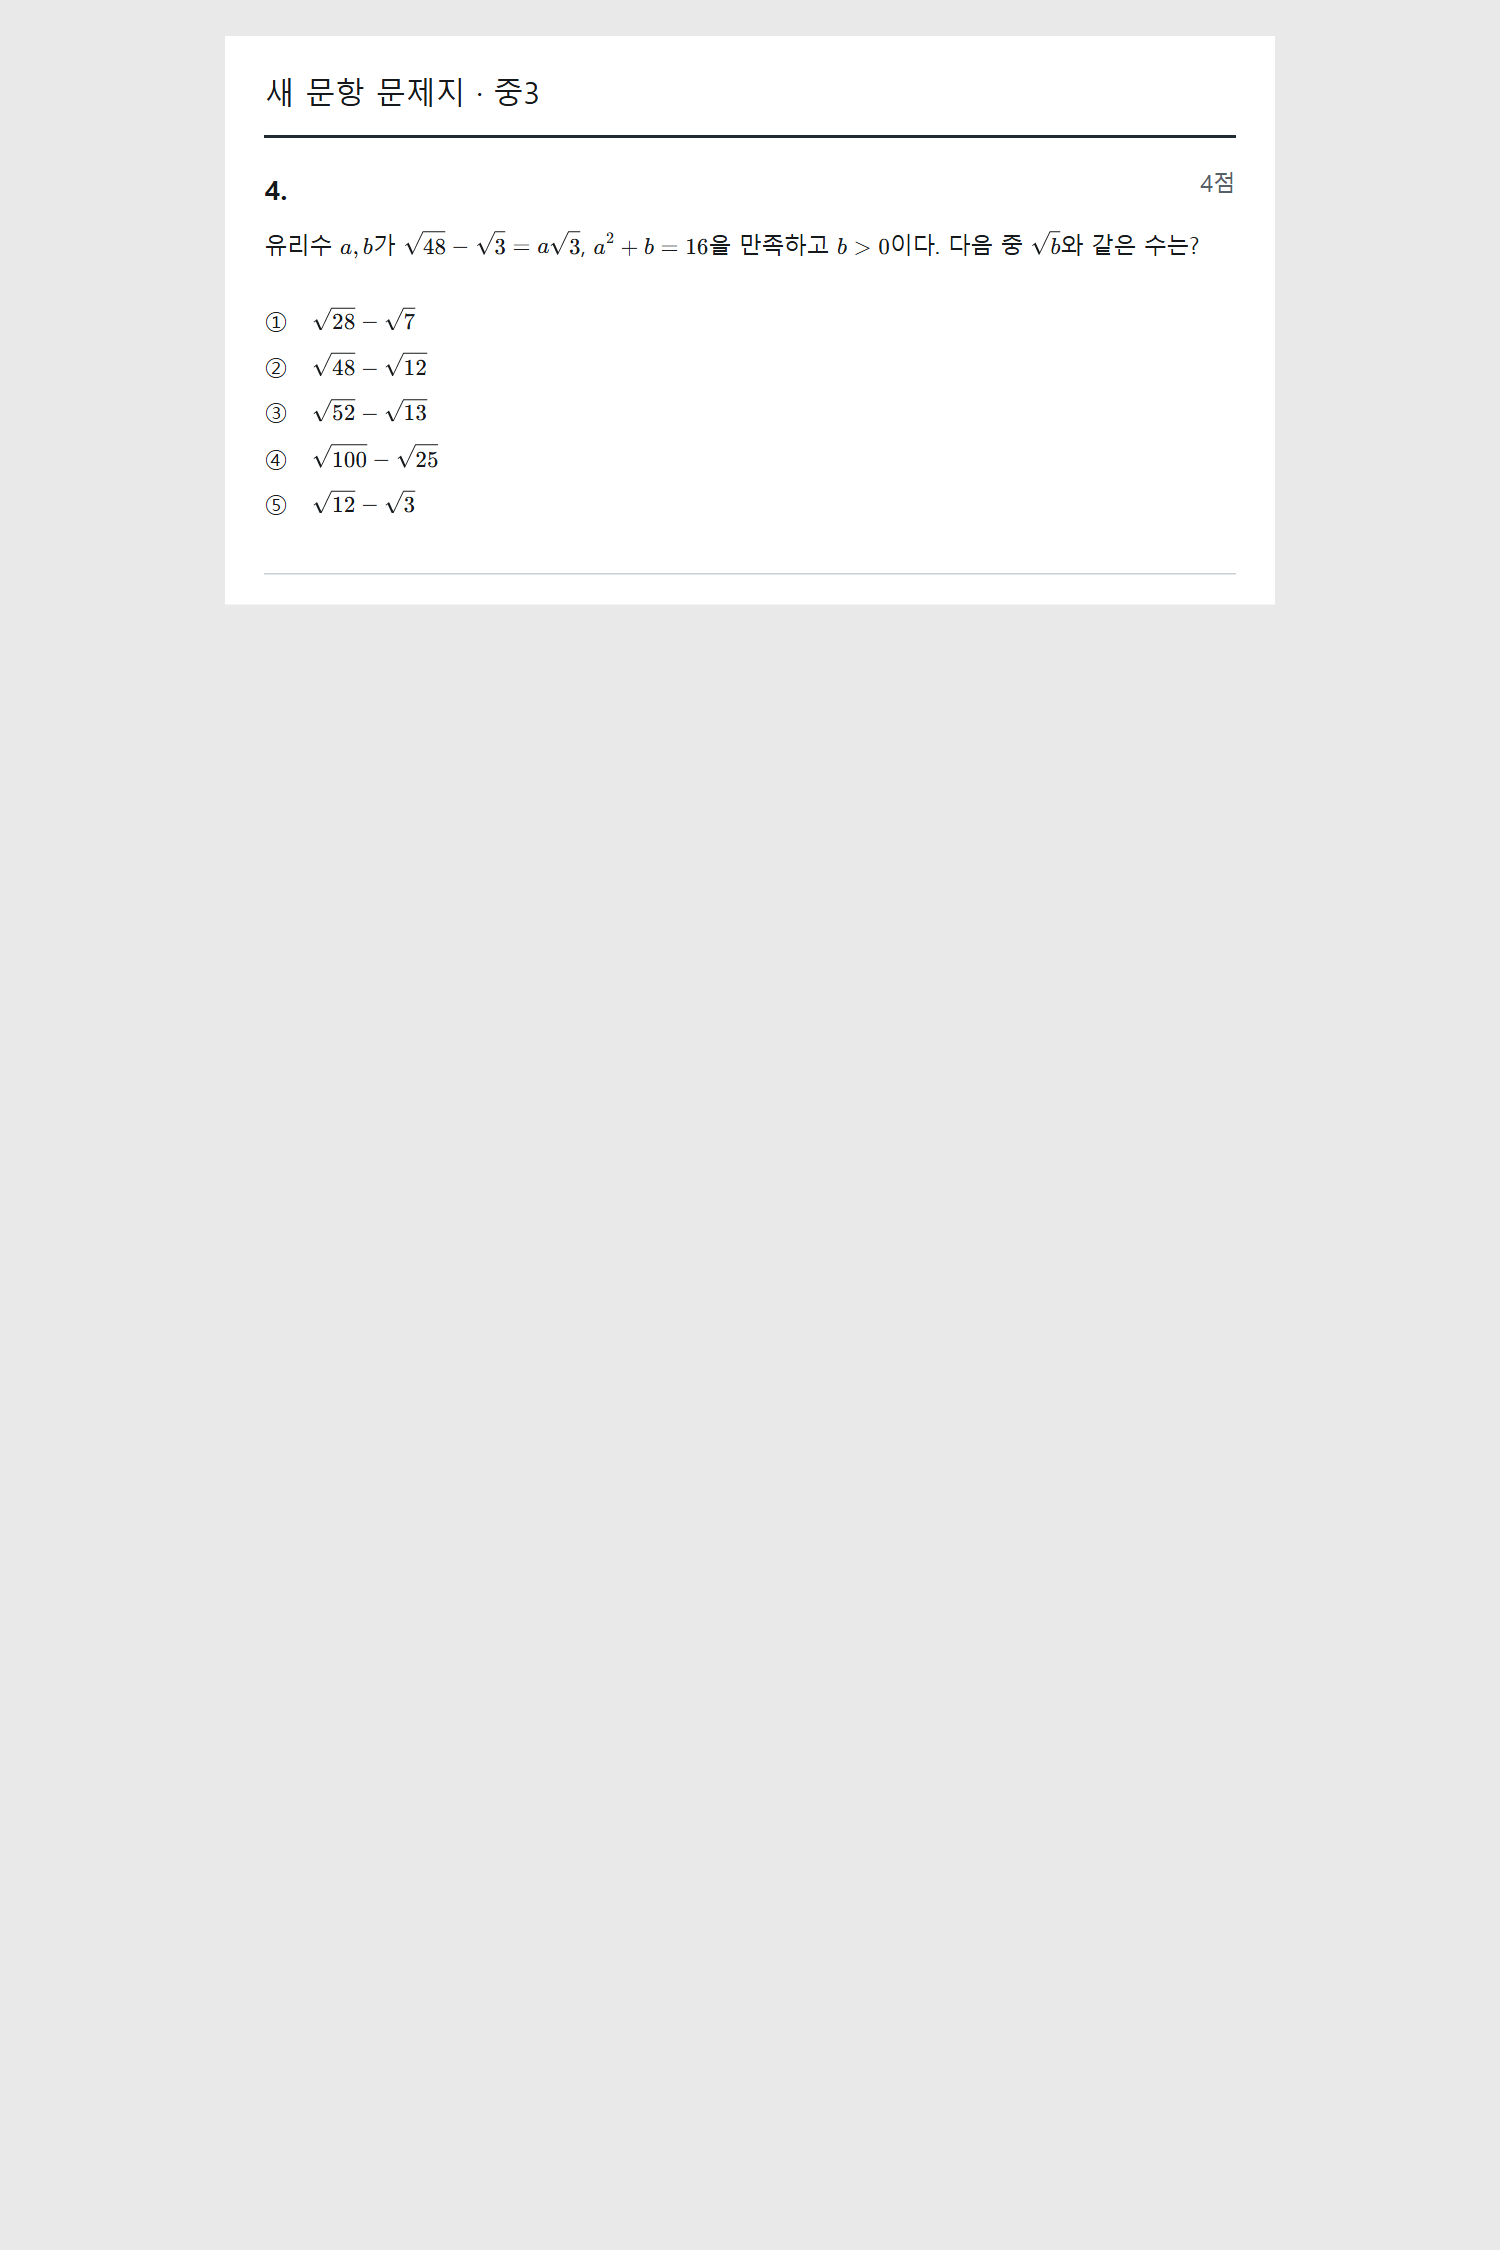 새 문항 문제지 · 중3
4.
4점
유리수 a, b가 √48 − √3 = a√3, a² + b = 16을 만족하고 b > 0이다. 다음 중 √b와 같은 수는?
① √28 − √7
② √48 − √12
③ √52 − √13
④ √100 − √25
⑤ √12 − √3